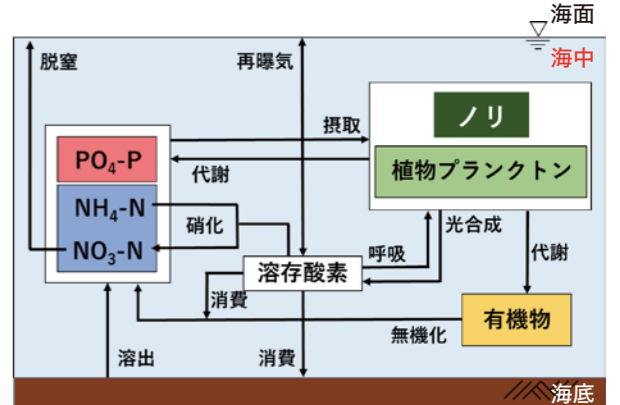 海面
海中
脱窒
再曝気
ノリ
植物プランクトン
摂取
代謝
PO₄-P
NH₄-N
NO₃-N
硝化
溶存酸素
呼吸
光合成
代謝
消費
有機物
無機化
溶出
消費
海底